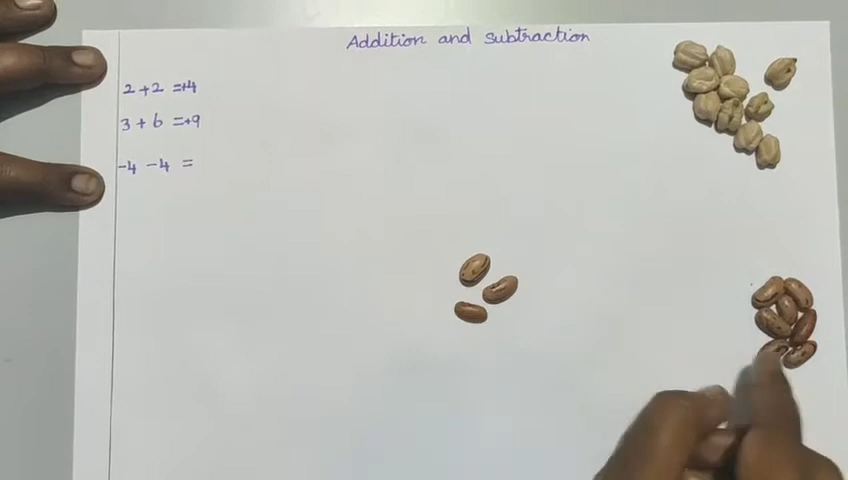 Addition and subtraction
2 +2 =+4
3 + 6 =+9
-4 -4 =